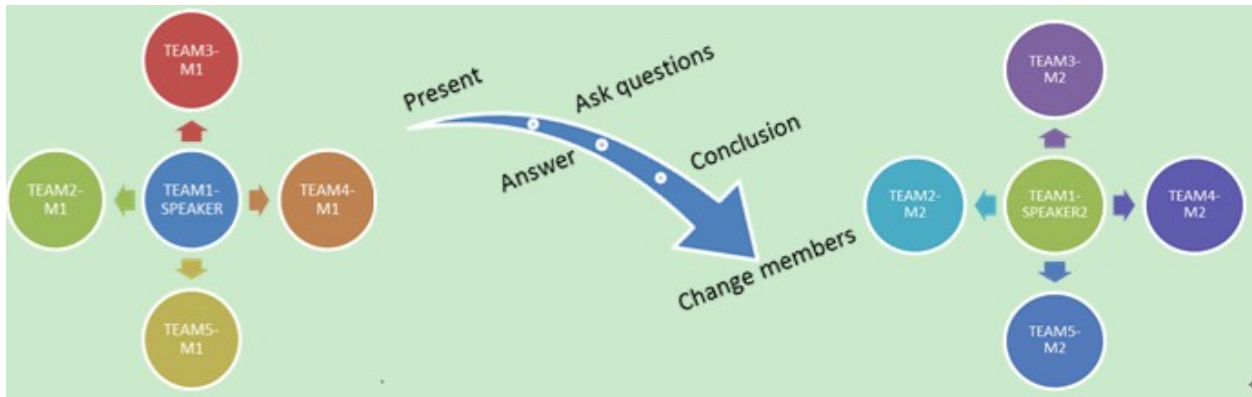 TEAM3-
M1
TEAM2-
M1
TEAM1-
SPEAKER
TEAM4-
M1
TEAM5-
M1
Present
Ask questions
Answer
Conclusion
Change members
TEAM3-
M2
TEAM2-
M2
TEAM1-
SPEAKER2
TEAM4-
M2
TEAM5-
M2